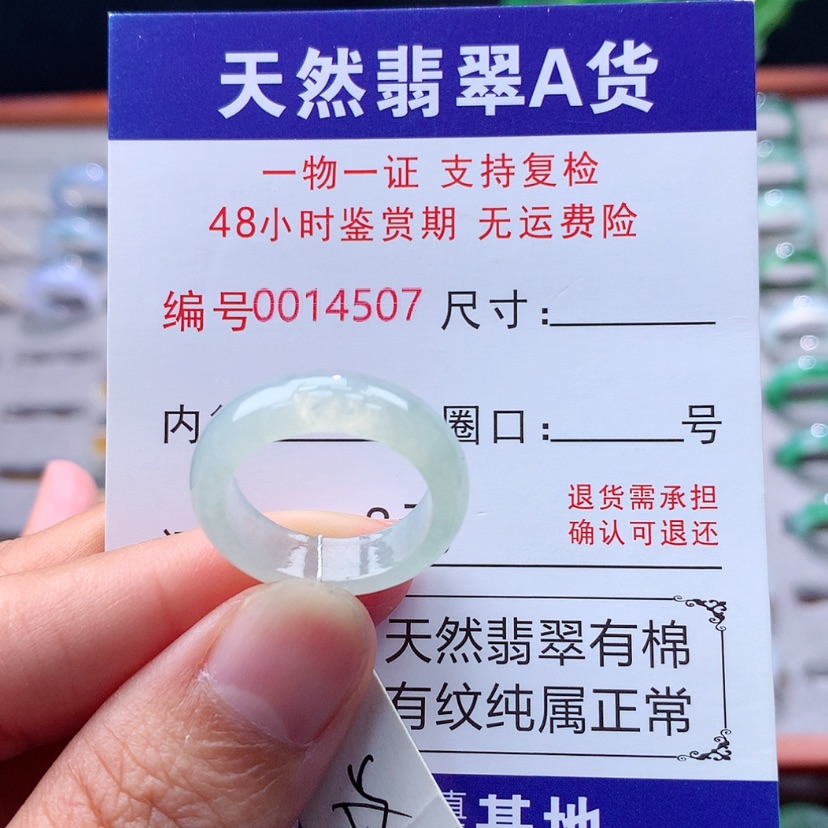 天然翡翠A货
一物一证 支持复检
48小时鉴赏期 无运费险
编号0014507 尺寸:
内 圈口: 号
退货需承担
确认可退还
天然翡翠有棉
有纹纯属正常
基地